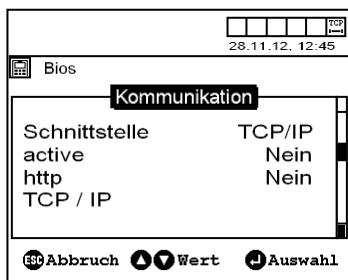 TCP
28.11.12, 12:45
Bios
Kommunikation
Schnittstelle TCP/IP
active Nein
http Nein
TCP / IP
ESC Abbruch Wert Auswahl